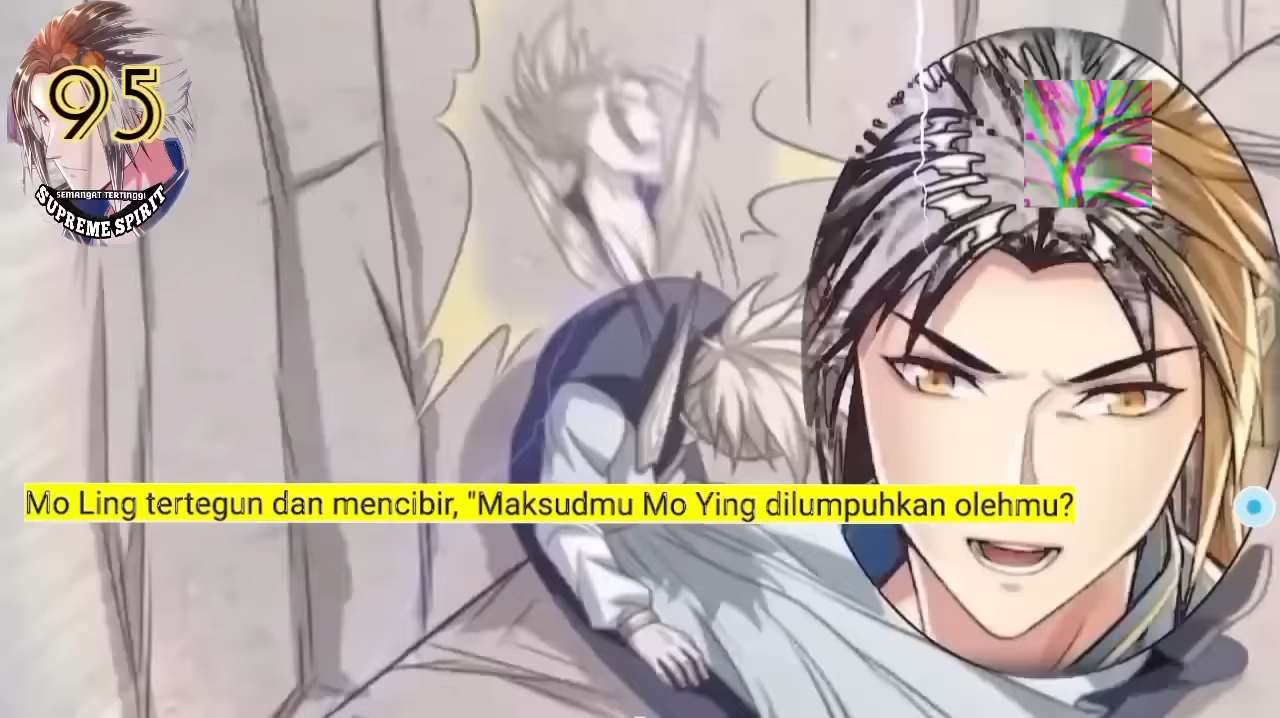 95
SEMANGAT TERTINGGI
SUPREME SPIRIT
Mo Ling tertegun dan mencibir, "Maksudmu Mo Ying dilumpuhkan olehmu?